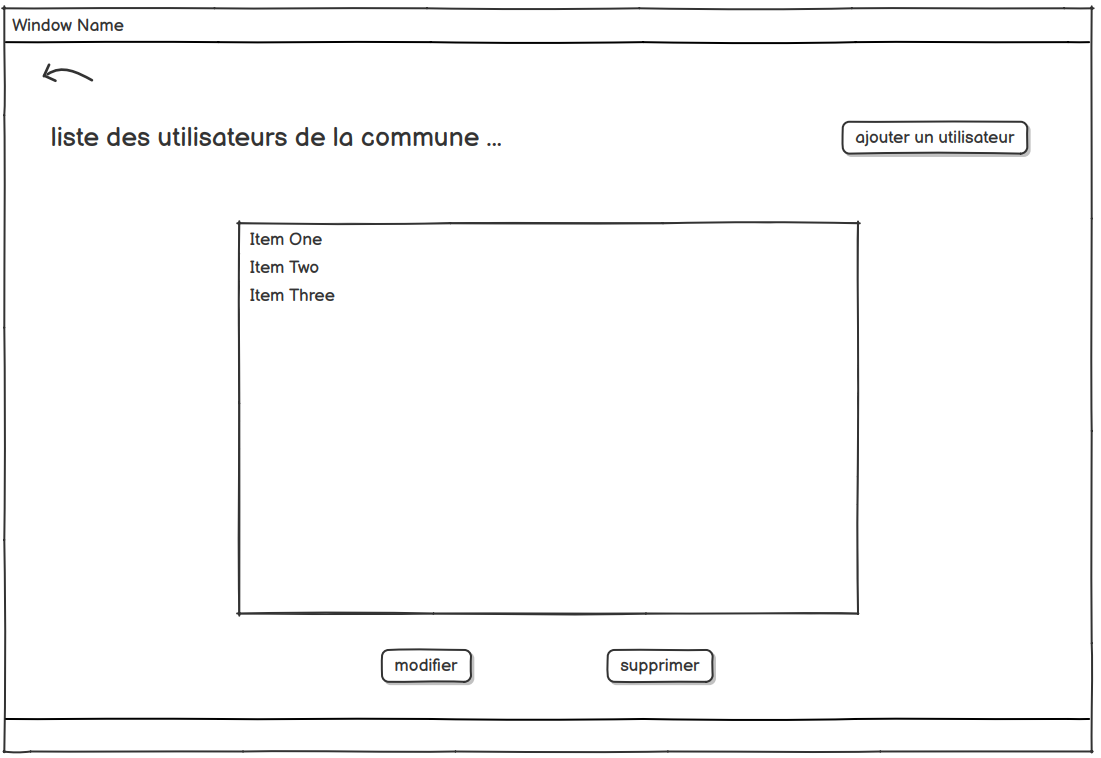 Window Name
liste des utilisateurs de la commune ...
ajouter un utilisateur
Item One
Item Two
Item Three
modifier
supprimer